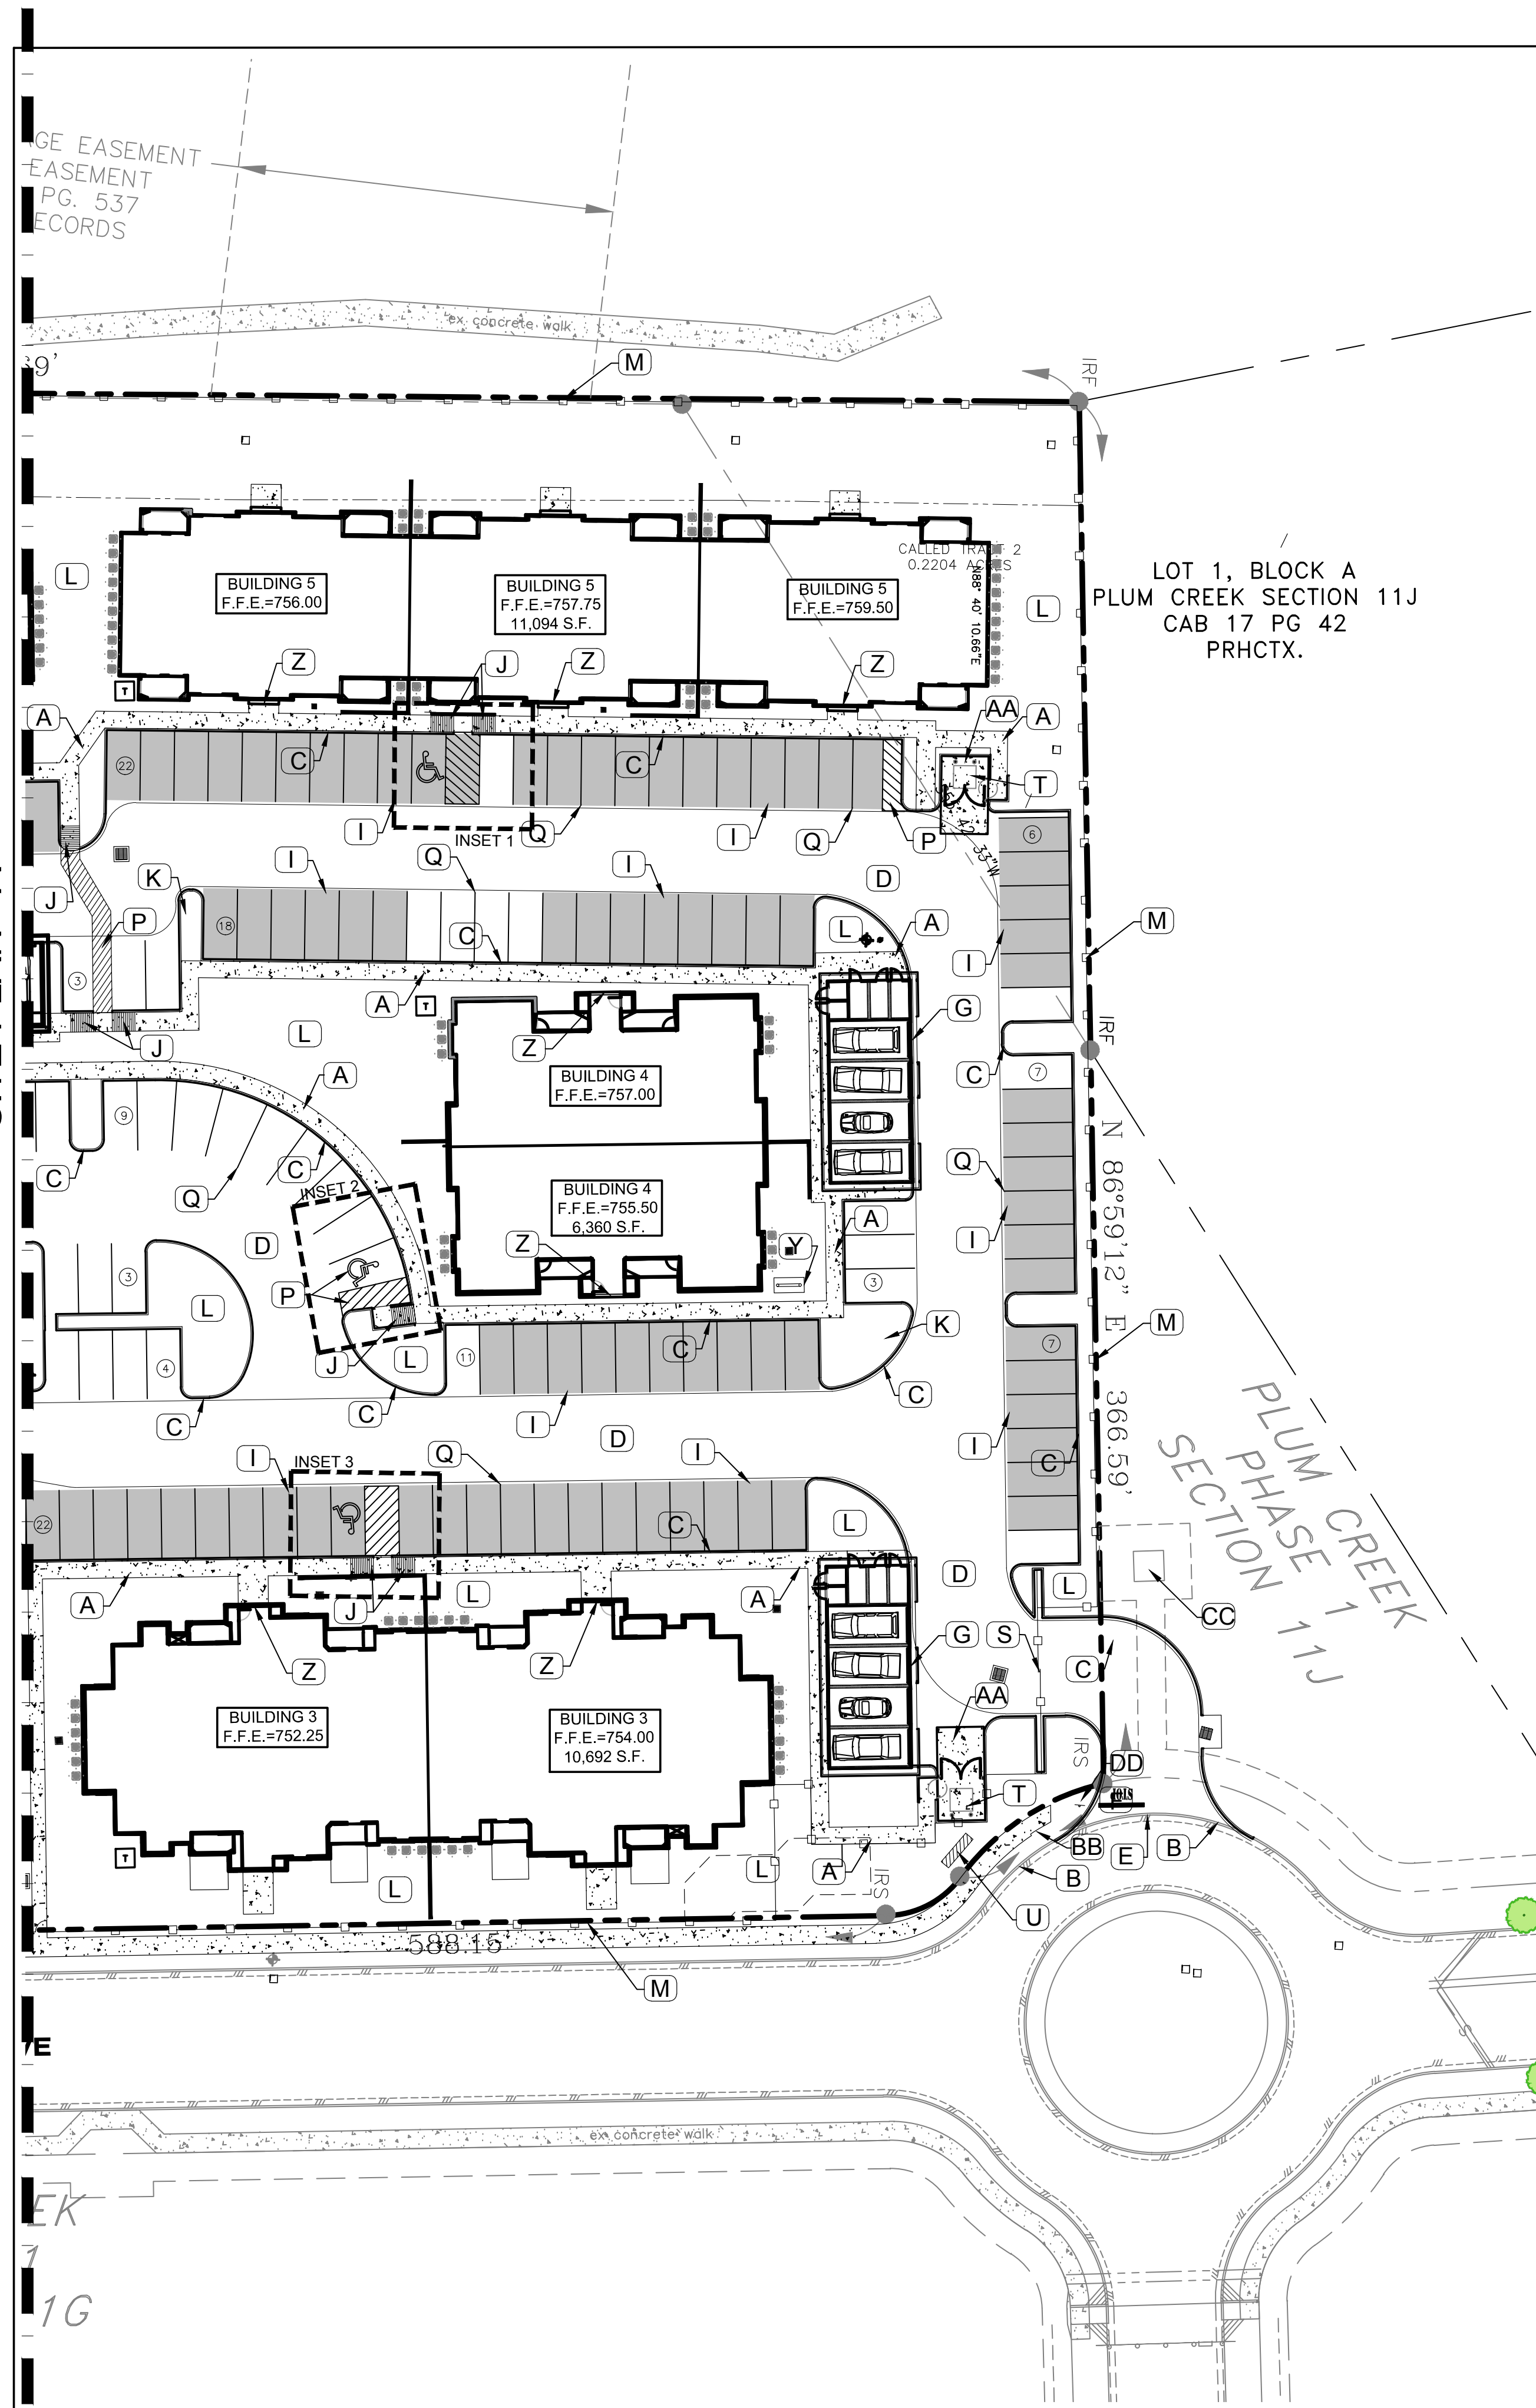 GE EASEMENT
EASEMENT
PG. 537
ECORDS
ex concrete walk
M
IRF
9'
CALLED TRACT 2
0.2204 ACRES
N88° 40' 10.66"E
LOT 1, BLOCK A
PLUM CREEK SECTION 11J
CAB 17 PG 42
PRHCTX.
L
BUILDING 5
F.F.E.=756.00
BUILDING 5
F.F.E.=757.75
11,094 S.F.
BUILDING 5
F.F.E.=759.50
L
Z
J
Z
Z
T
A
AA
A
22
C
C
T
I
INSET 1
Q
I
Q
P
6
42' 33"W
I
Q
I
D
K
J
P
18
C
L
A
M
I
3
A
T
G
L
Z
J
IRF
C
A
BUILDING 4
F.F.E.=757.00
7
9
C
C
Q
INSET 2
BUILDING 4
F.F.E.=755.50
6,360 S.F.
Q
N 86°59'12" E 366.59'
A
D
Z
Y
I
3
P
3
L
K
M
J
L
11
C
7
4
C
C
C
I
D
I
C
PLUM CREEK
PHASE 1
SECTION 11J
I
INSET 3
Q
I
22
C
L
D
L
A
J
L
A
CC
Z
Z
G
S
C
AA
BUILDING 3
F.F.E.=752.25
BUILDING 3
F.F.E.=754.00
10,692 S.F.
IRS
DD
T
T
BB
E
B
L
L
A
IRS
B
U
588.15'
M
E
ex concrete walk
S
EK
1
1G